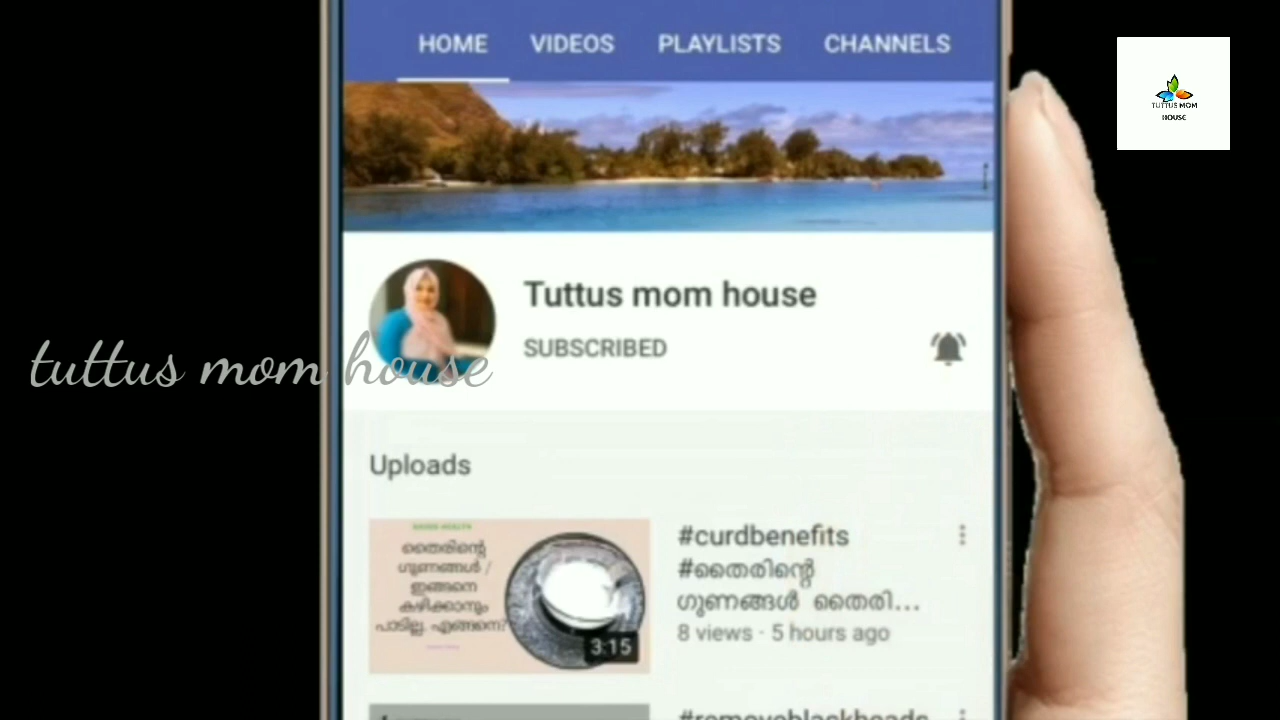 HOME VIDEOS PLAYLISTS CHANNELS
TUTTUS MOM
HOUSE
Tuttus mom house
SUBSCRIBED
tuttus mom house
Uploads
തൈരിന്റെ
ഗുണങ്ങൾ /
ഇങ്ങനെ
കഴിക്കാനും
പാടില്ല. എങ്ങനെ?
3:15
#curdbenefits
#തൈരിന്റെ
ഗുണങ്ങൾ തൈരി...
8 views · 5 hours ago
#removeblackheads